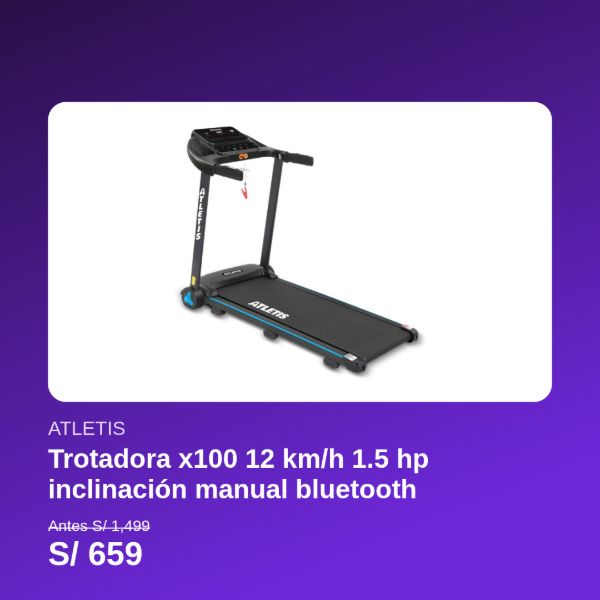 ATLETIS
ATLETIS
ATLETIS
Trotadora x100 12 km/h 1.5 hp
inclinación manual bluetooth
Antes S/ 1,499
S/ 659